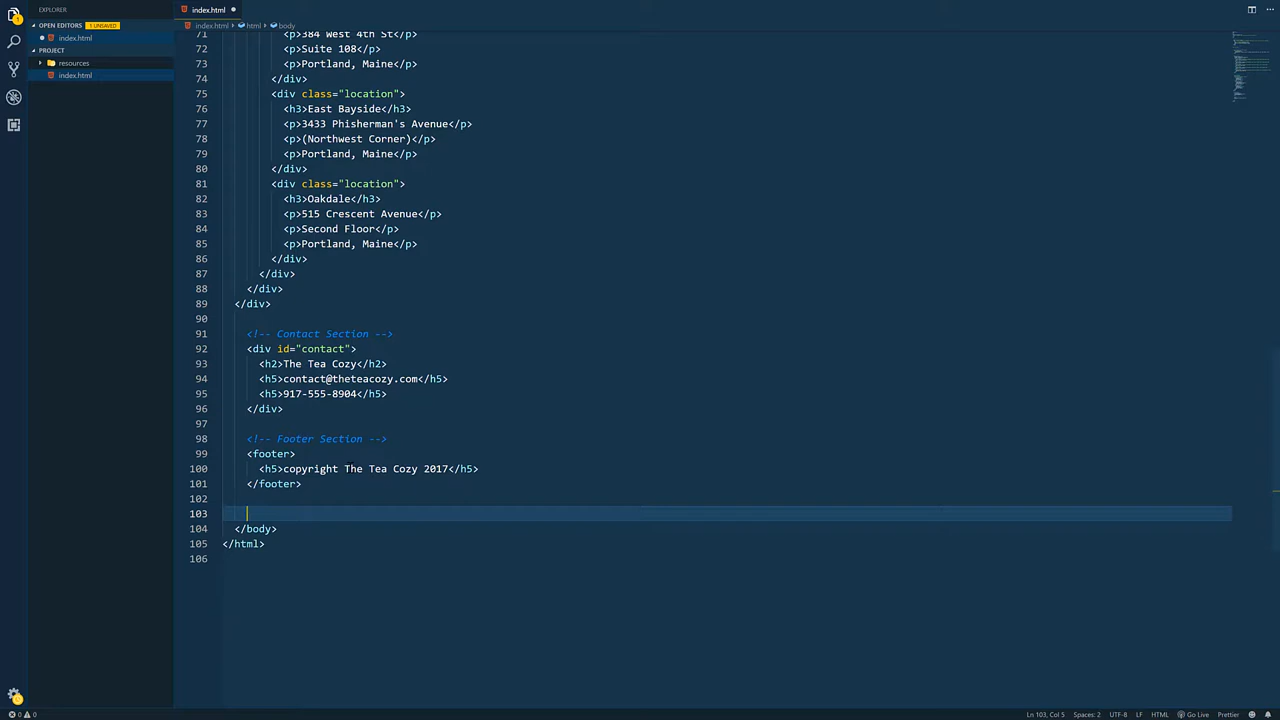 EXPLORER
OPEN EDITORS 1 UNSAVED
index.html
PROJECT
resources
index.html
index.html
index.html › html › body
71 <p>384 West 4th St</p>
72 <p>Suite 108</p>
73 <p>Portland, Maine</p>
74 </div>
75 <div class="location">
76 <h3>East Bayside</h3>
77 <p>3433 Phisherman's Avenue</p>
78 <p>(Northwest Corner)</p>
79 <p>Portland, Maine</p>
80 </div>
81 <div class="location">
82 <h3>Oakdale</h3>
83 <p>515 Crescent Avenue</p>
84 <p>Second Floor</p>
85 <p>Portland, Maine</p>
86 </div>
87 </div>
88 </div>
89 </div>
90
91 <!-- Contact Section -->
92 <div id="contact">
93 <h2>The Tea Cozy</h2>
94 <h5>contact@theteacozy.com</h5>
95 <h5>917-555-8904</h5>
96 </div>
97
98 <!-- Footer Section -->
99 <footer>
100 <h5>copyright The Tea Cozy 2017</h5>
101 </footer>
102
103
104 </body>
105 </html>
106
0 0 Ln 103, Col 5 Spaces: 2 UTF-8 LF HTML Go Live Prettier